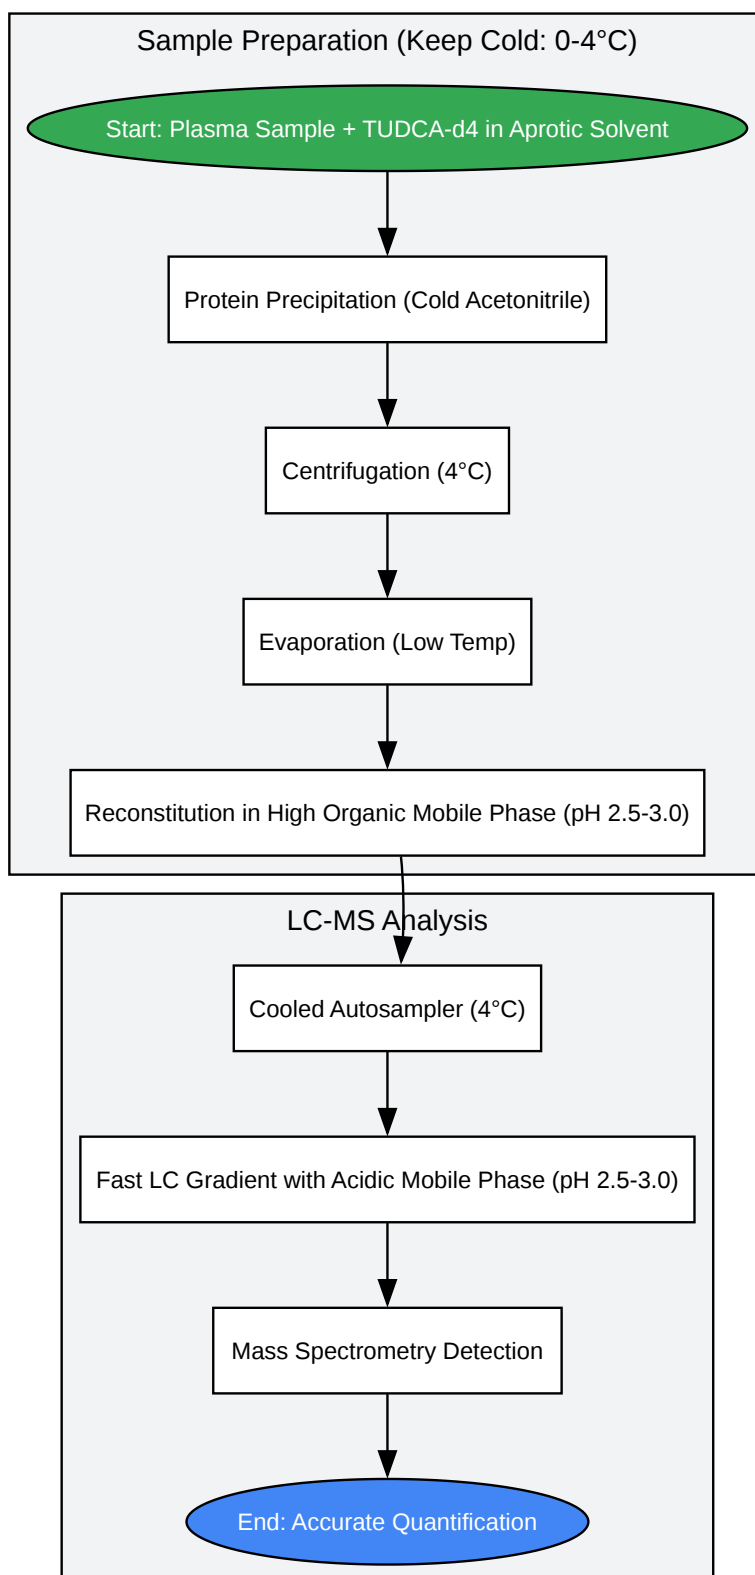 Sample Preparation (Keep Cold: 0-4°C)
Start: Plasma Sample + TUDCA-d4 in Aprotic Solvent
Protein Precipitation (Cold Acetonitrile)
Centrifugation (4°C)
Evaporation (Low Temp)
Reconstitution in High Organic Mobile Phase (pH 2.5-3.0)
LC-MS Analysis
Cooled Autosampler (4°C)
Fast LC Gradient with Acidic Mobile Phase (pH 2.5-3.0)
Mass Spectrometry Detection
End: Accurate Quantification